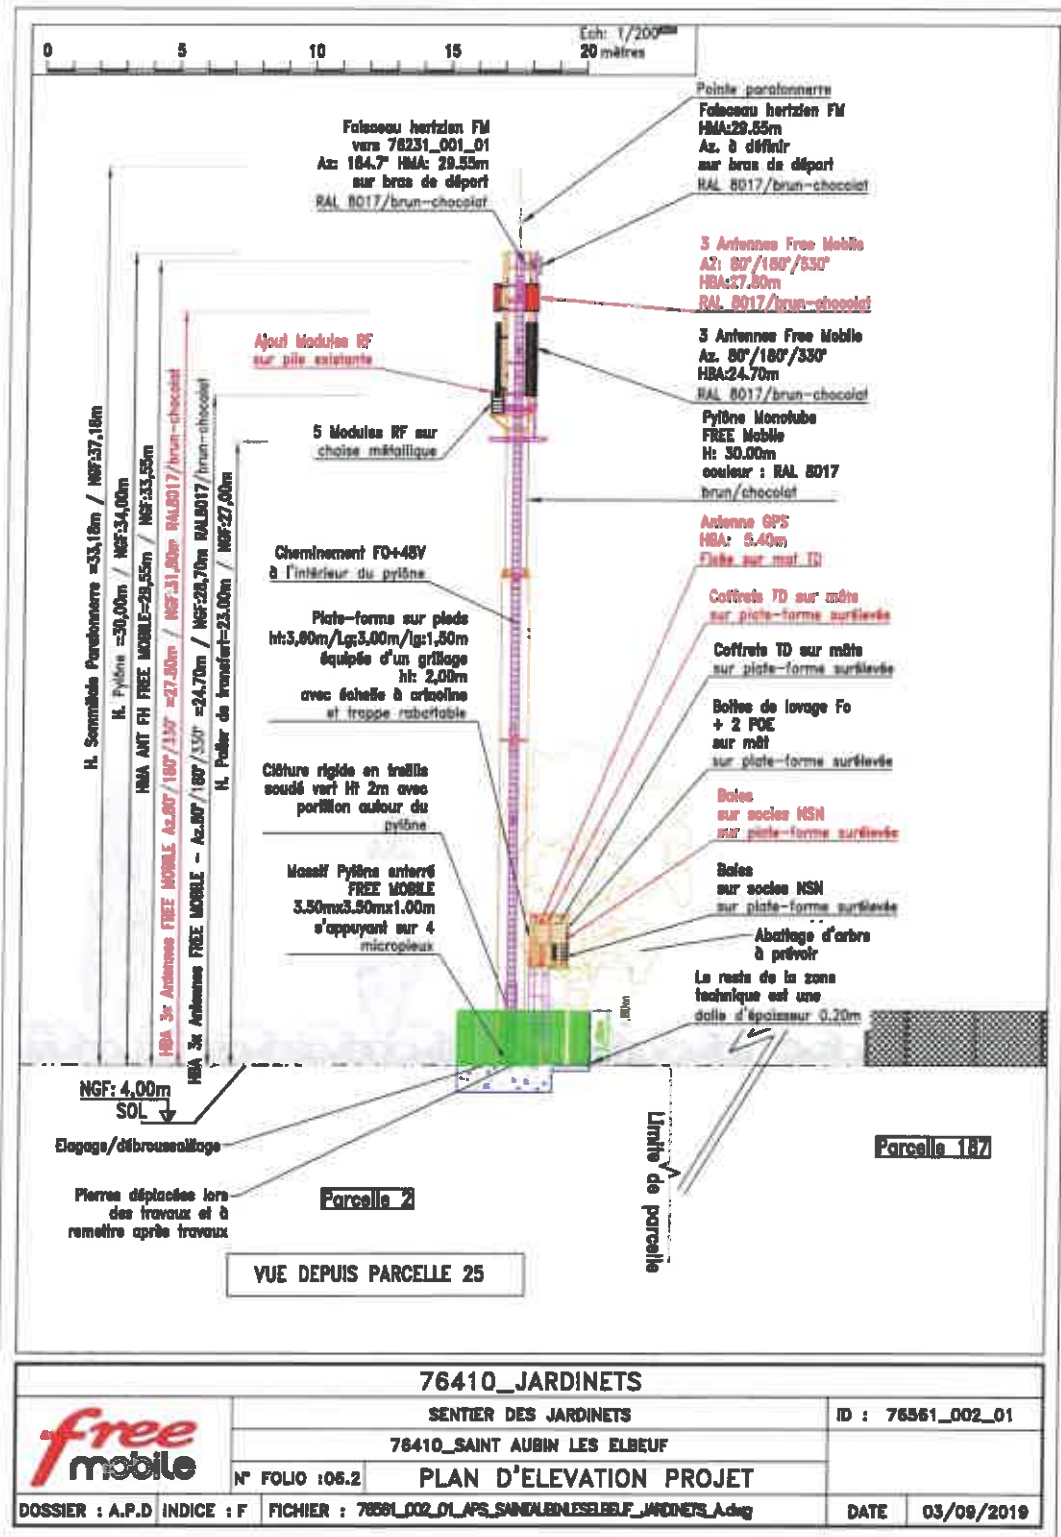 Ech: 1/200
0 5 10 15 20 mètres
Pointe paratonnerre
Faisceau hertzien FM
HMA:29.55m
Az. à définir
sur bras de départ
RAL 8017/brun-chocolat
Faisceau hertzien FM
vers 76231_001_01
Az: 184.7° HMA: 29.55m
sur bras de départ
RAL 8017/brun-chocolat
3 Antennes Free Mobile
AZ: 80°/180°/330°
HBA:27.80m
RAL 8017/brun-chocolat
Ajout Modules RF
sur pile existante
3 Antennes Free Mobile
Az. 80°/180°/330°
HBA:24.70m
RAL 8017/brun-chocolat
5 Modules RF sur
chaise métallique
Pylône Monotube
FREE Mobile
H: 30.00m
couleur : RAL 8017
brun/chocolat
Antenne GPS
HBA: 5.40m
Fixée sur mat TD
Cheminement FO+48V
à l'intérieur du pylône
Coffrets TD sur mâte
sur plate-forme surélevée
Plate-forme sur pieds
ht:3,60m/Lg:3,00m/lg:1,50m
équipée d'un grillage
ht: 2,00m
avec échelle à crinoline
et trappe rabattable
Coffrets TD sur mâte
sur plate-forme surélevée
Boites de lovage Fo
+ 2 POE
sur mât
sur plate-forme surélevée
Clôture rigide en treillis
soudé vert Ht 2m avec
portillon autour du
pylône
Baies
sur socles NSN
sur plate-forme surélevée
Massif Pylône enterré
FREE MOBILE
3.50mx3.50mx1.00m
s'appuyant sur 4
micropieux
Baies
sur socles NSN
sur plate-forme surélevée
Abattage d'arbre
à prévoir
Le reste de la zone
technique est une
dalle d'épaisseur 0.20m
H. Sommitale Paratonnerre =33,18m / NGF:37,18m
H. Pylône =30,00m / NGF:34,00m
HMA ANT FH FREE MOBILE=29,55m / NGF:33,55m
HBA 3x Antennes FREE MOBILE Az.80°/180°/330° =27.80m / NGF:31,80m RAL8017/brun-chocolat
HBA 3x Antennes FREE MOBILE - Az.80°/180°/330° =24.70m / NGF:28,70m RAL8017/brun-chocolat
H. Palier de transfert=23.00m / NGF:27,00m
NGF: 4,00m
SOL
Elagage/débroussaillage
Pierres déplacées lors
des travaux et à
remettre après travaux
Parcelle 2
Limite de parcelle
Parcelle 187
VUE DEPUIS PARCELLE 25
76410_JARDINETS
free
mobile
SENTIER DES JARDINETS
ID : 76561_002_01
76410_SAINT AUBIN LES ELBEUF
N° FOLIO :05.2
PLAN D'ELEVATION PROJET
DOSSIER : A.P.D INDICE : F FICHIER : 76561_002_01_APS_SAINTAUBINLESELBEUF_JARDINETS_A.dwg DATE 03/09/2019